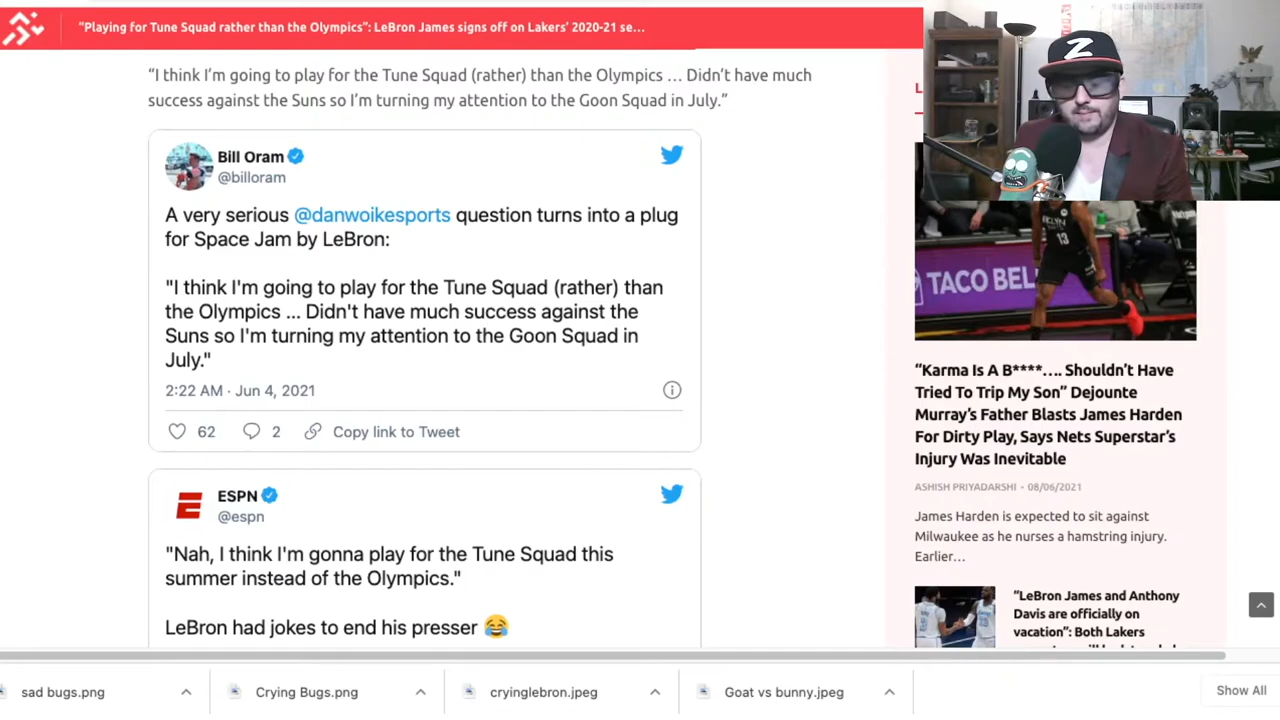 "Playing for Tune Squad rather than the Olympics": LeBron James signs off on Lakers' 2020-21 se...
"I think I'm going to play for the Tune Squad (rather) than the Olympics … Didn't have much
success against the Suns so I'm turning my attention to the Goon Squad in July."
Bill Oram
@billoram
A very serious @danwoikesports question turns into a plug
for Space Jam by LeBron:
"I think I'm going to play for the Tune Squad (rather) than
the Olympics ... Didn't have much success against the
Suns so I'm turning my attention to the Goon Squad in
July."
2:22 AM · Jun 4, 2021
62
2
Copy link to Tweet
ESPN
@espn
"Nah, I think I'm gonna play for the Tune Squad this
summer instead of the Olympics."
LeBron had jokes to end his presser 😂
L
Z
13
TACO BEL
"Karma Is A B****…. Shouldn't Have
Tried To Trip My Son" Dejounte
Murray's Father Blasts James Harden
For Dirty Play, Says Nets Superstar's
Injury Was Inevitable
ASHISH PRIYADARSHI - 08/06/2021
James Harden is expected to sit against
Milwaukee as he nurses a hamstring injury.
Earlier…
"LeBron James and Anthony
Davis are officially on
vacation": Both Lakers
sad bugs.png
Crying Bugs.png
cryinglebron.jpeg
Goat vs bunny.jpeg
Show All